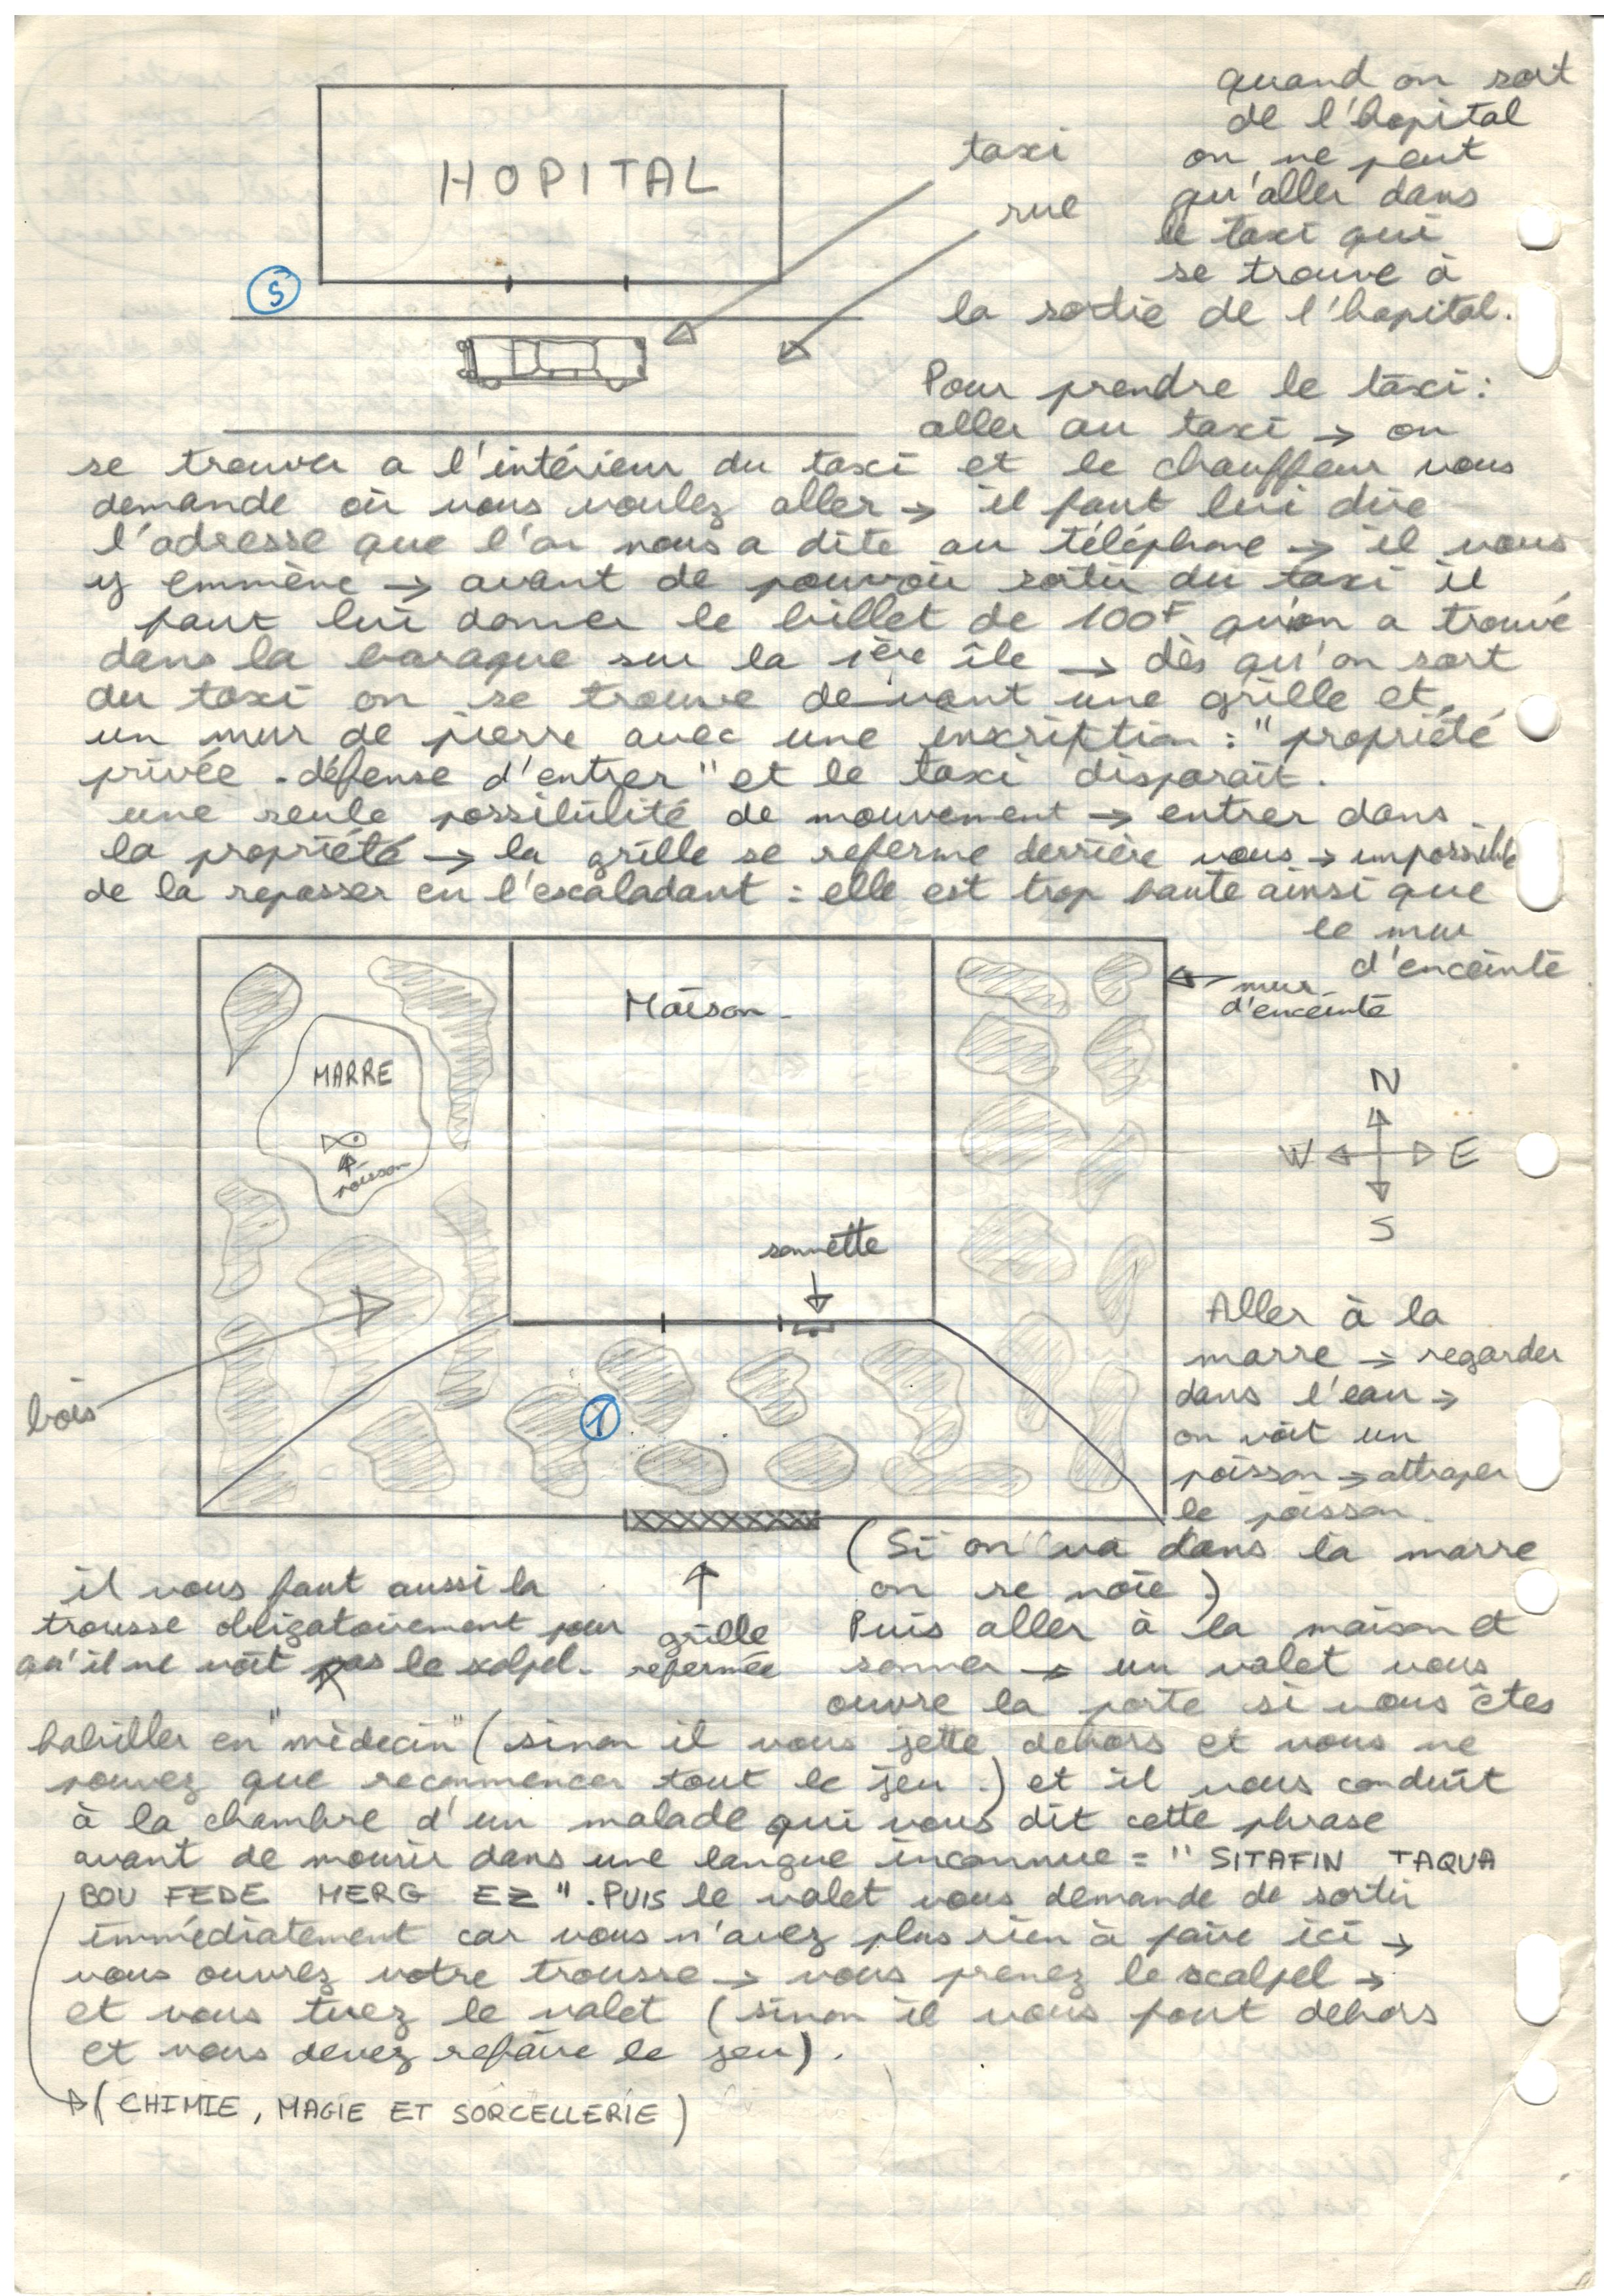 HOPITAL
5
taxi
rue
quand on sort
de l'hopital
on ne peut
qu'aller dans
le taxi qui
se trouve à
la sortie de l'hopital.
Pour prendre le taxi :
aller au taxi → on
se trouver a l'intérieur du taxi et le chauffeur vous
demande où vous voulez aller → il faut lui dire
l'adresse que l'on nous a dite au téléphone → il vous
y emmène → avant de pouvoir sortir du taxi il
faut lui donner le billet de 100F qu'on a trouvé
dans la baraque sur la 1ère île → dès qu'on sort
du taxi on se trouve devant une grille et
un mur de pierre avec une inscription : "propriété
privée - défense d'entrer" et le taxi disparaît.
une seule possibilité de mouvement → entrer dans
la propriété → la grille se referme derrière vous → impossible
de la repasser en l'escaladant : elle est trop haute ainsi que
le mur
d'enceinte
mur
d'enceinte
Maison
MARRE
poisson
sonnette
N
W E
S
bois
1
Aller à la
marre → regarder
dans l'eau →
on voit un
poisson → attraper
le poisson.
(Si on va dans la marre
on se noie)
grille
refermée
Puis aller à la maison et
sonner → un valet vous
ouvre la porte si vous êtes
habiller en "médecin" (sinon il vous jette dehors et vous ne
pouvez que recommencer tout le jeu.) et il vous conduit
à la chambre d'un malade qui vous dit cette phrase
avant de mourir dans une langue inconnue = "SITAFIN TAQUA
BOU FEDE MERG EZ". PUIS le valet vous demande de sortir
immédiatement car vous n'avez plus rien à faire ici →
vous ouvrez votre trousse → vous prenez le scalpel →
et vous tuez le valet (sinon il vous fout dehors
et vous devez refaire le jeu).
il vous faut aussi la
trousse obligatoirement pour
qu'il ne voit pas le scalpel.
(CHIMIE, MAGIE ET SORCELLERIE)